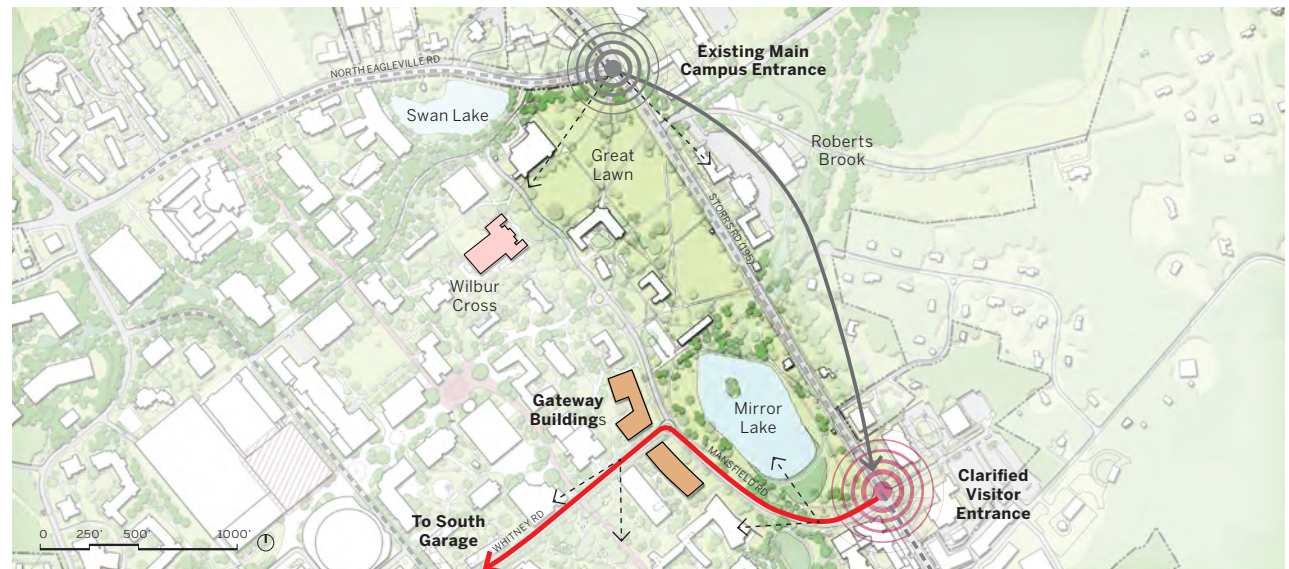 Existing Main
Campus Entrance
NORTH EAGLEVILLE RD
Swan Lake
Great
Lawn
Roberts
Brook
STORRS RD (195)
Wilbur
Cross
Gateway
Buildings
Mirror
Lake
MANSFIELD RD
Clarified
Visitor
Entrance
To South
Garage
WHITNEY RD
0 250' 500' 1000'